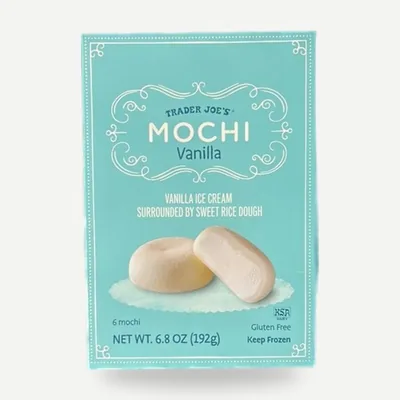 TRADER JOE'S
MOCHI
Vanilla
VANILLA ICE CREAM
SURROUNDED BY SWEET RICE DOUGH
6 mochi
NET WT. 6.8 OZ (192g)
KSA
Gluten Free
Keep Frozen